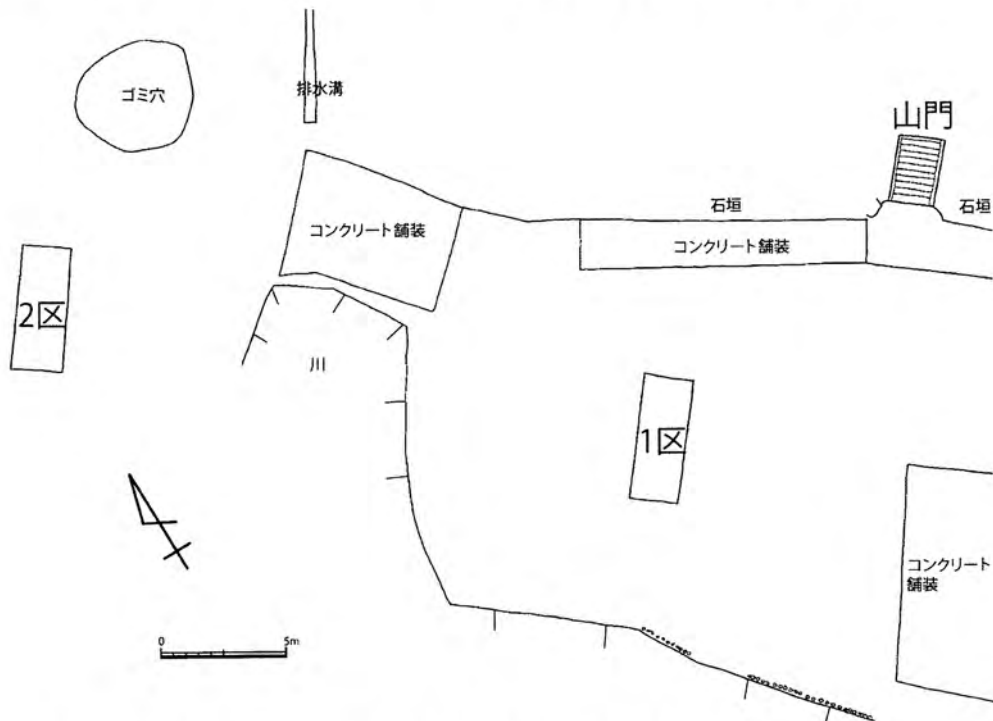 ゴミ穴
排水溝
山門
石垣
石垣
コンクリート舗装
コンクリート舗装
2区
川
1区
コンクリート
舗装
0 5m